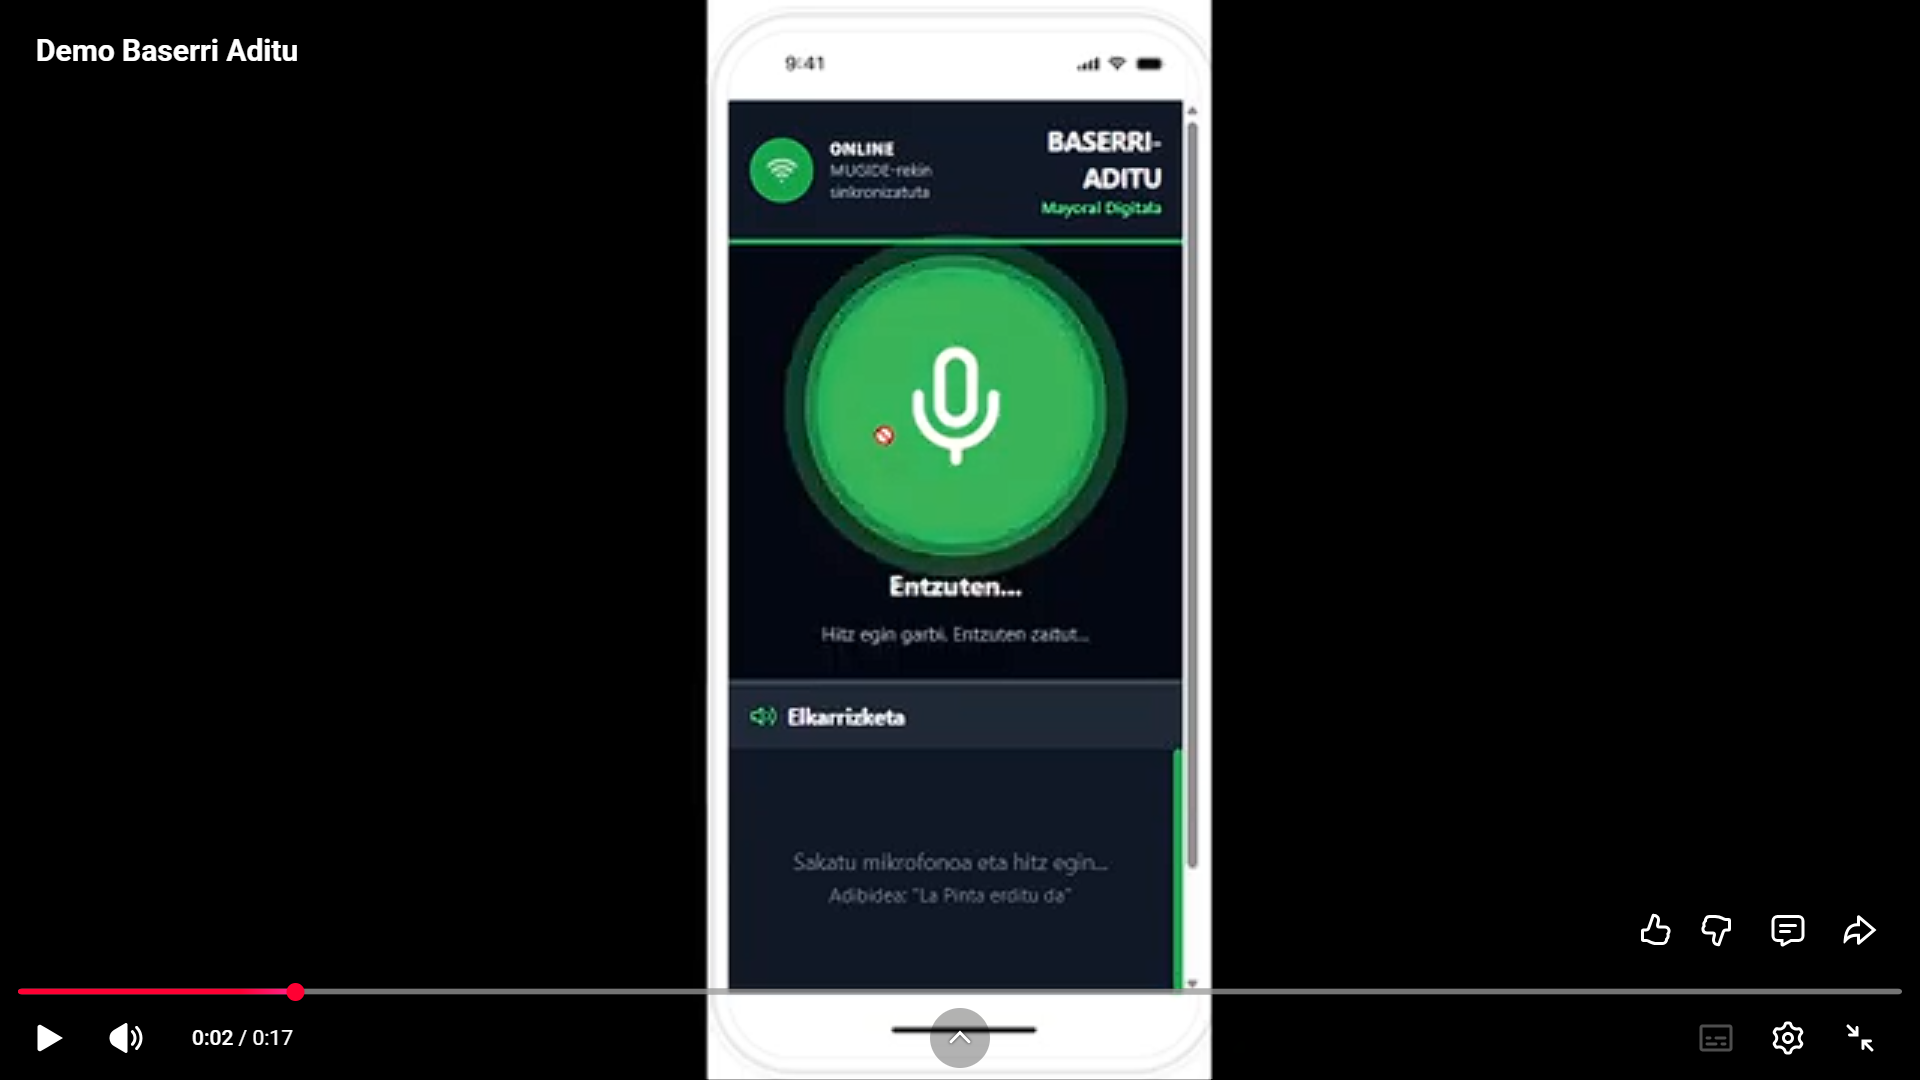 Demo Baserri Aditu
9:41
ONLINE
MUGIDE-rekin
sinkronizatuta
BASERRI-
ADITU
Mayoral Digitala
Entzuten...
Hitz egin garbi. Entzuten zaitut...
Elkarrizketa
Sakatu mikrofonoa eta hitz egin...
Adibidea: "La Pinta erditu da"
0:02 / 0:17